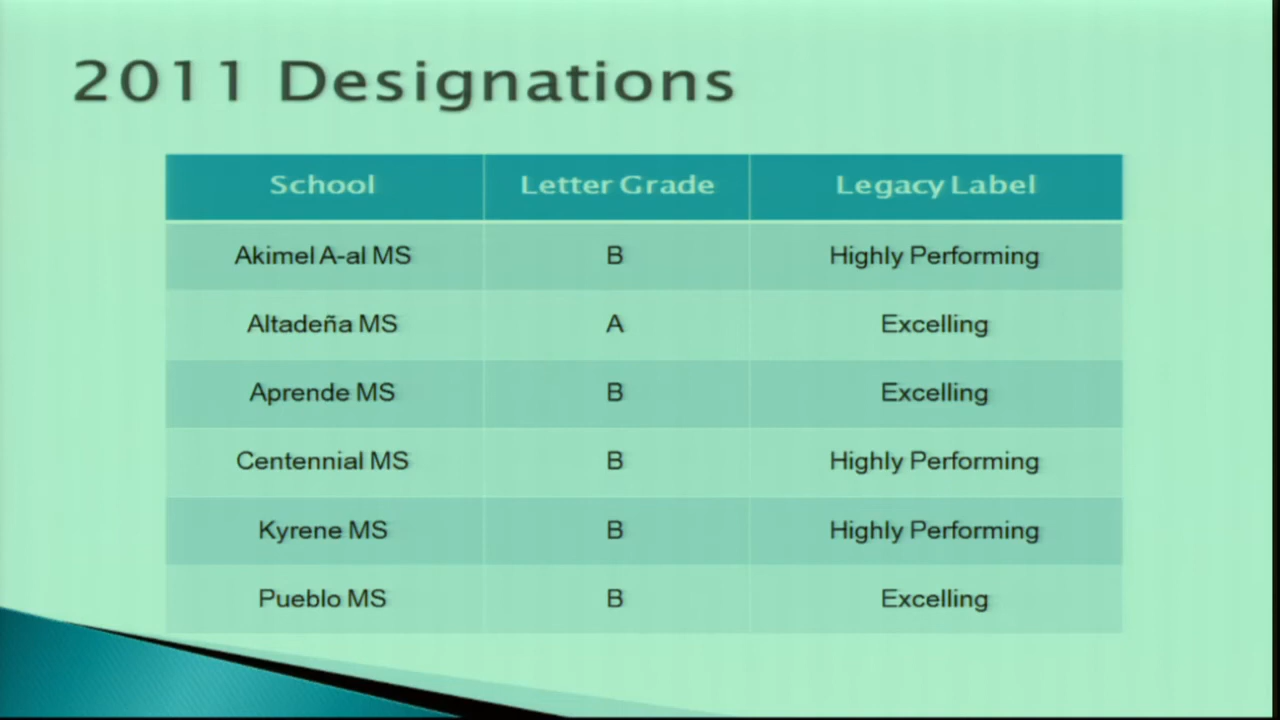 2011 Designations
School Letter Grade Legacy Label
Akimel A-al MS B Highly Performing
Altadeña MS A Excelling
Aprende MS B Excelling
Centennial MS B Highly Performing
Kyrene MS B Highly Performing
Pueblo MS B Excelling